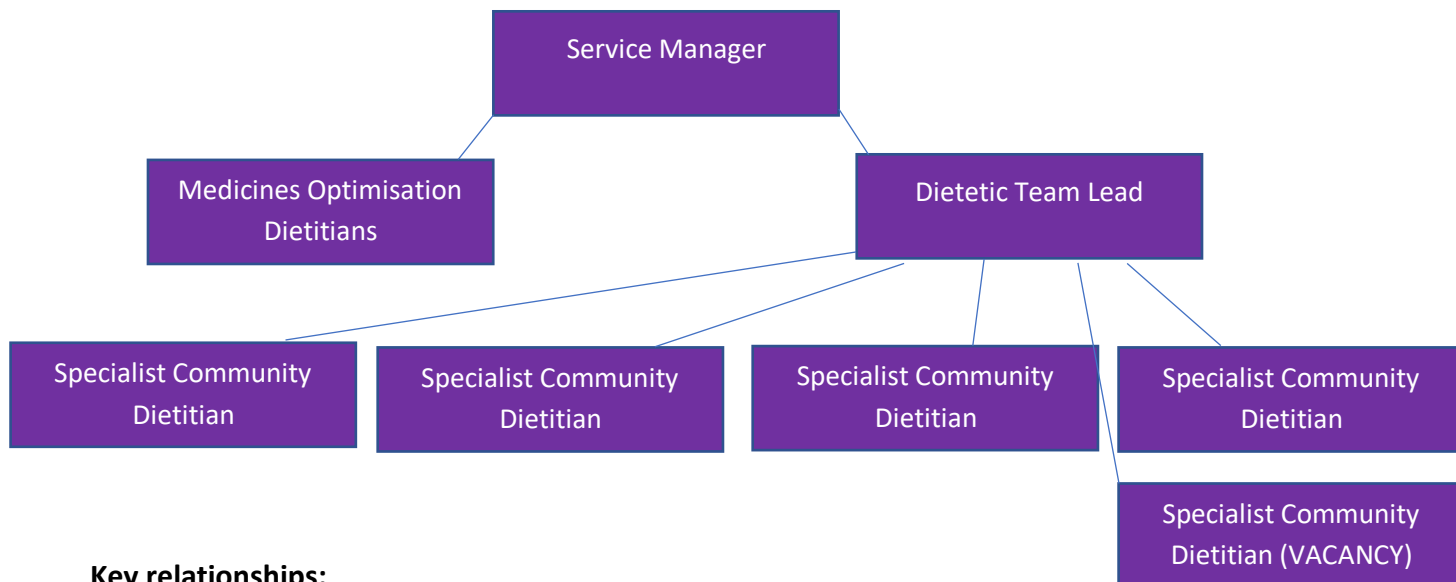 Service Manager
Medicines Optimisation
Dietitians
Dietetic Team Lead
Specialist Community
Dietitian
Specialist Community
Dietitian
Specialist Community
Dietitian
Specialist Community
Dietitian
Specialist Community
Dietitian (VACANCY)
Key relationships: